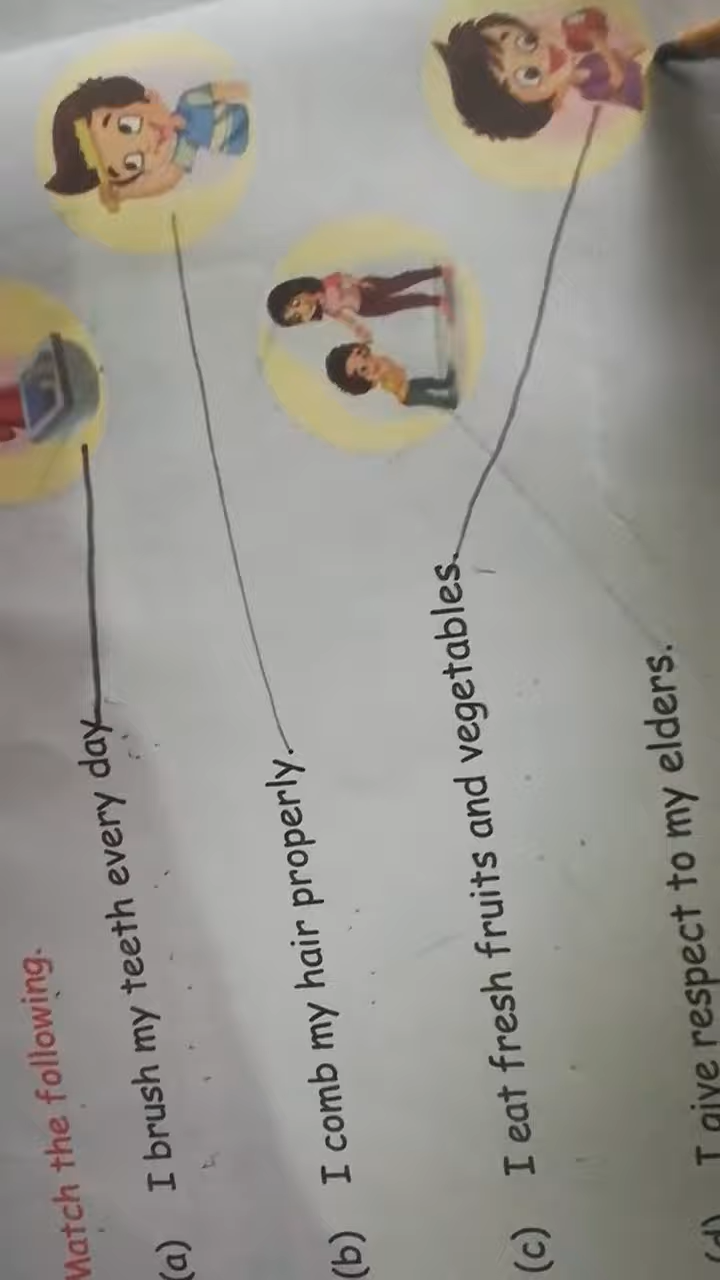 Match the following.
(a) I brush my teeth every day
(b) I comb my hair properly.
(c) I eat fresh fruits and vegetables.
(d) I give respect to my elders.